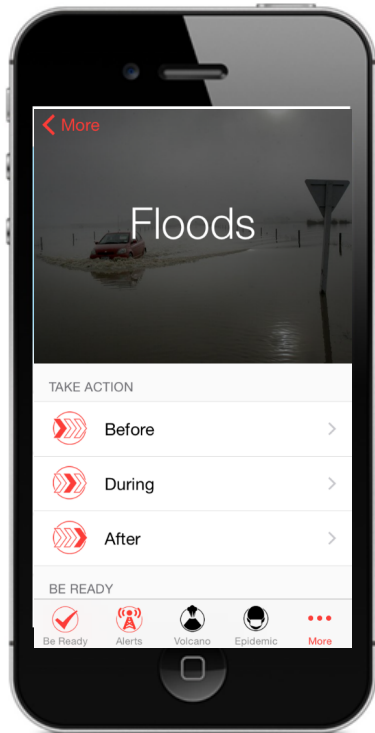 More
Floods
TAKE ACTION
Before
During
After
BE READY
Be Ready Alerts Volcano Epidemic More